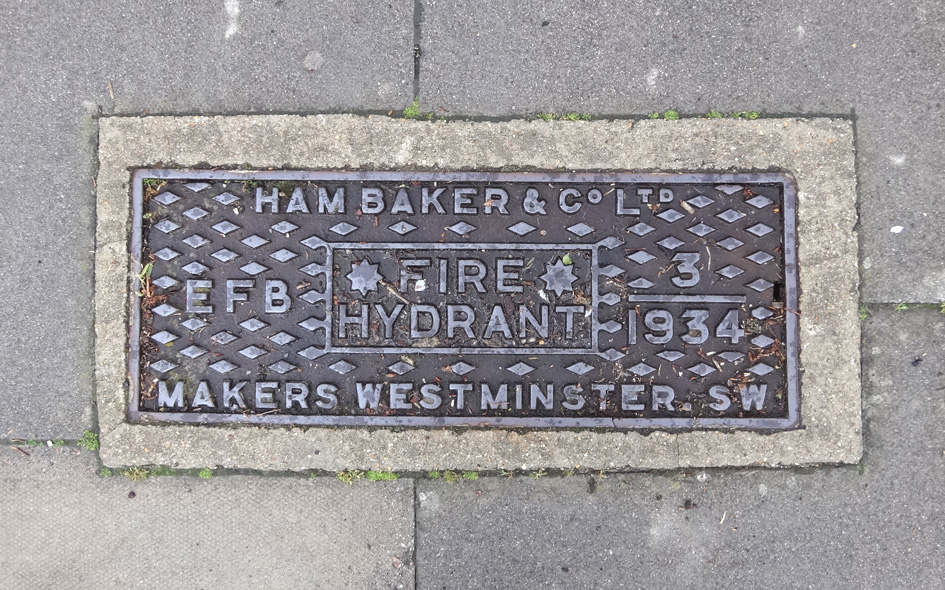 HAM BAKER & Cº LTD
EFB
FIRE
HYDRANT
3
1934
MAKERS WESTMINSTER. SW